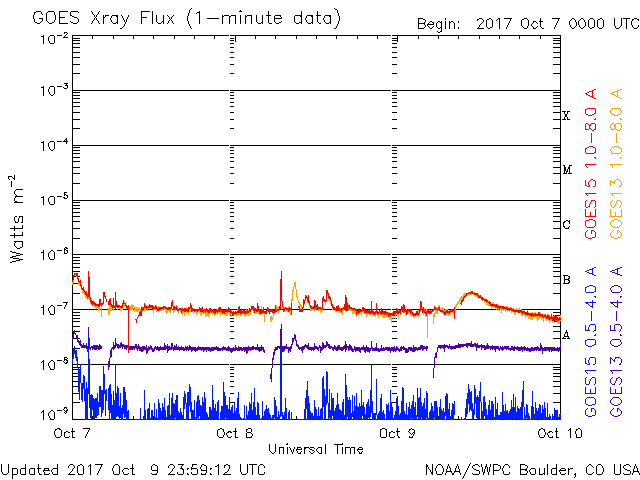 GOES Xray Flux (1-minute data)
Begin: 2017 Oct 7 0000 UTC
10-2
10-3
10-4
10-5
10-6
10-7
10-8
10-9
Watts m-2
X
M
C
B
A
GOES15 1.0-8.0 A
GOES13 1.0-8.0 A
GOES15 0.5-4.0 A
GOES13 0.5-4.0 A
Oct 7
Oct 8
Oct 9
Oct 10
Universal Time
Updated 2017 Oct 9 23:59:12 UTC
NOAA/SWPC Boulder, CO USA